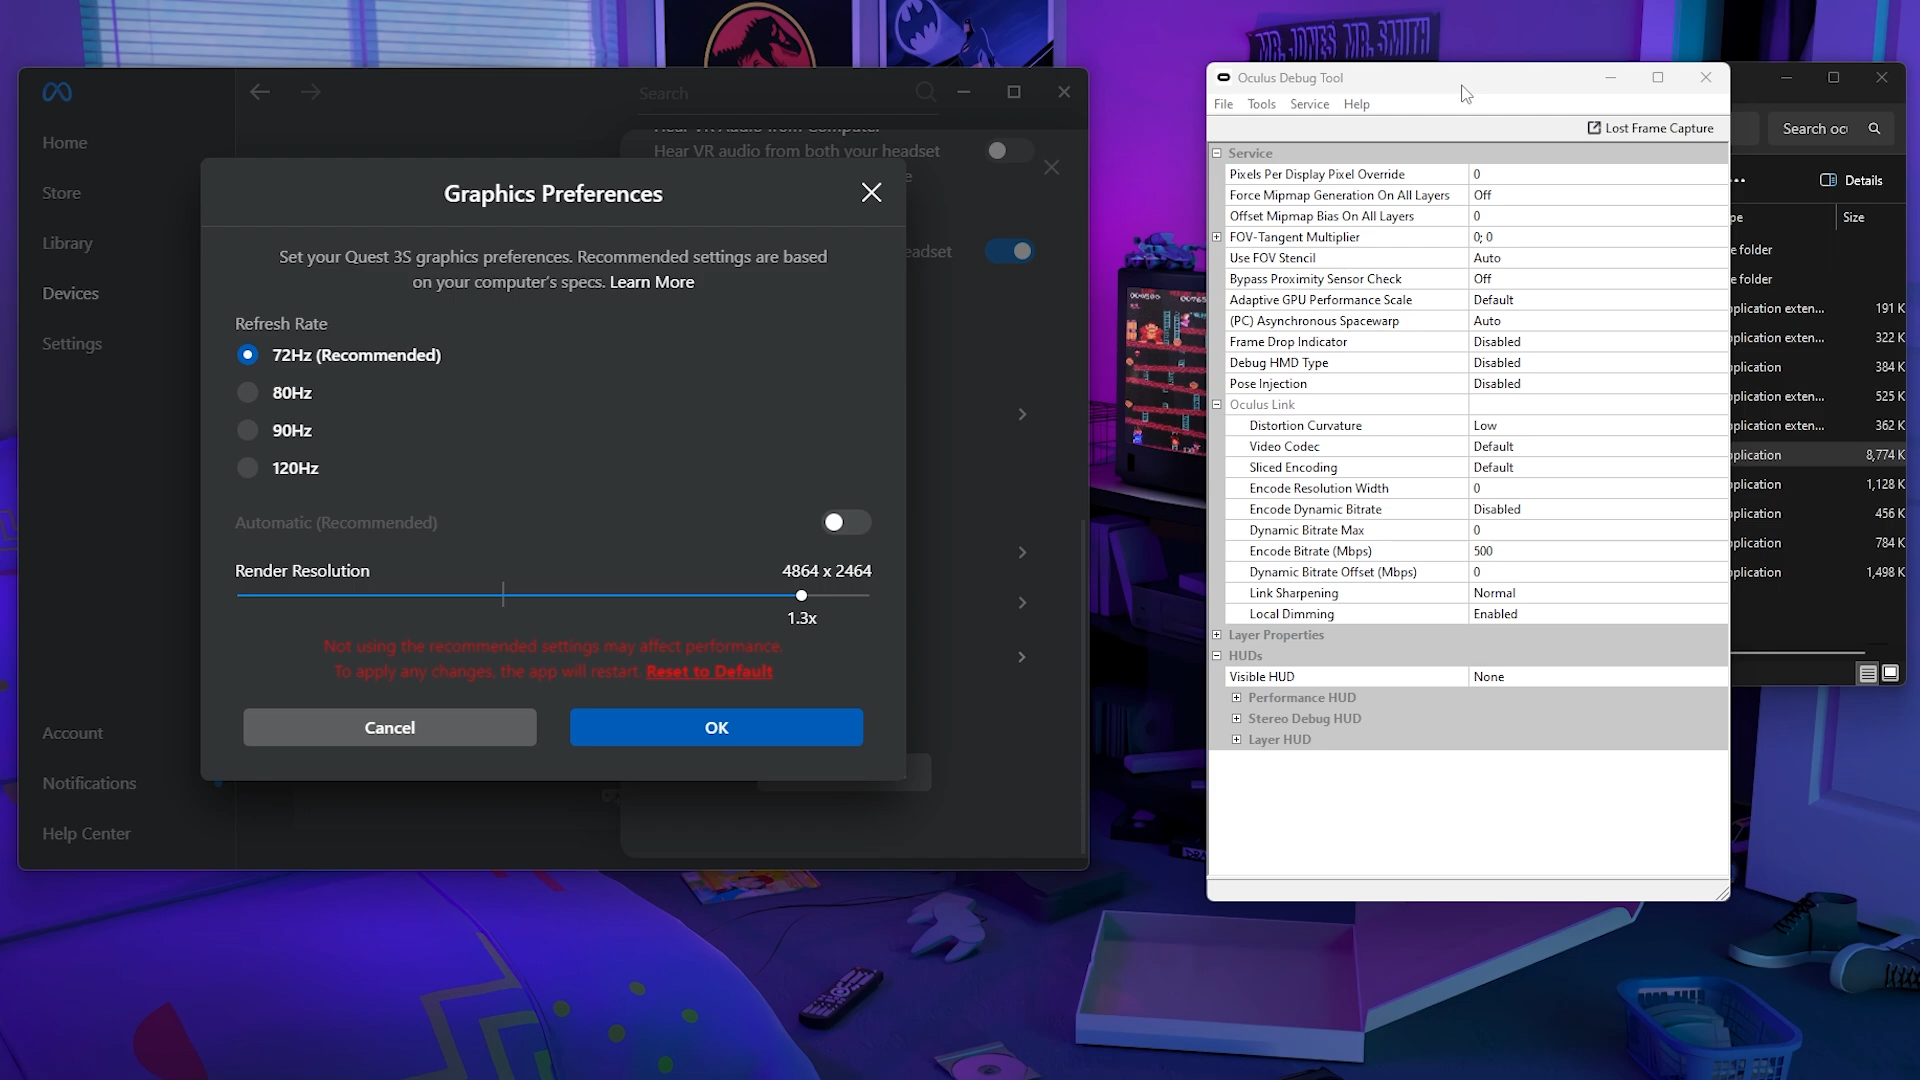 MR. JONES MR. SMITH
Search
Home
Store
Library
Devices
Settings
Account
Notifications
Help Center
Hear VR Audio from Computer
Hear VR audio from both your headset
e
eadset
Graphics Preferences
Set your Quest 3S graphics preferences. Recommended settings are based
on your computer's specs. Learn More
Refresh Rate
72Hz (Recommended)
80Hz
90Hz
120Hz
Automatic (Recommended)
Render Resolution 4864 x 2464
1.3x
Not using the recommended settings may affect performance.
To apply any changes, the app will restart. Reset to Default
Cancel OK
Oculus Debug Tool
File Tools Service Help
Lost Frame Capture
Service
Pixels Per Display Pixel Override 0
Force Mipmap Generation On All Layers Off
Offset Mipmap Bias On All Layers 0
FOV-Tangent Multiplier 0; 0
Use FOV Stencil Auto
Bypass Proximity Sensor Check Off
Adaptive GPU Performance Scale Default
(PC) Asynchronous Spacewarp Auto
Frame Drop Indicator Disabled
Debug HMD Type Disabled
Pose Injection Disabled
Oculus Link
Distortion Curvature Low
Video Codec Default
Sliced Encoding Default
Encode Resolution Width 0
Encode Dynamic Bitrate Disabled
Dynamic Bitrate Max 0
Encode Bitrate (Mbps) 500
Dynamic Bitrate Offset (Mbps) 0
Link Sharpening Normal
Local Dimming Enabled
Layer Properties
HUDs
Visible HUD None
Performance HUD
Stereo Debug HUD
Layer HUD
Search oc
Details
pe Size
e folder
e folder
plication exten... 191 K
plication exten... 322 K
plication 384 K
plication exten... 525 K
plication exten... 362 K
plication 8,774 K
plication 1,128 K
plication 456 K
plication 784 K
plication 1,498 K